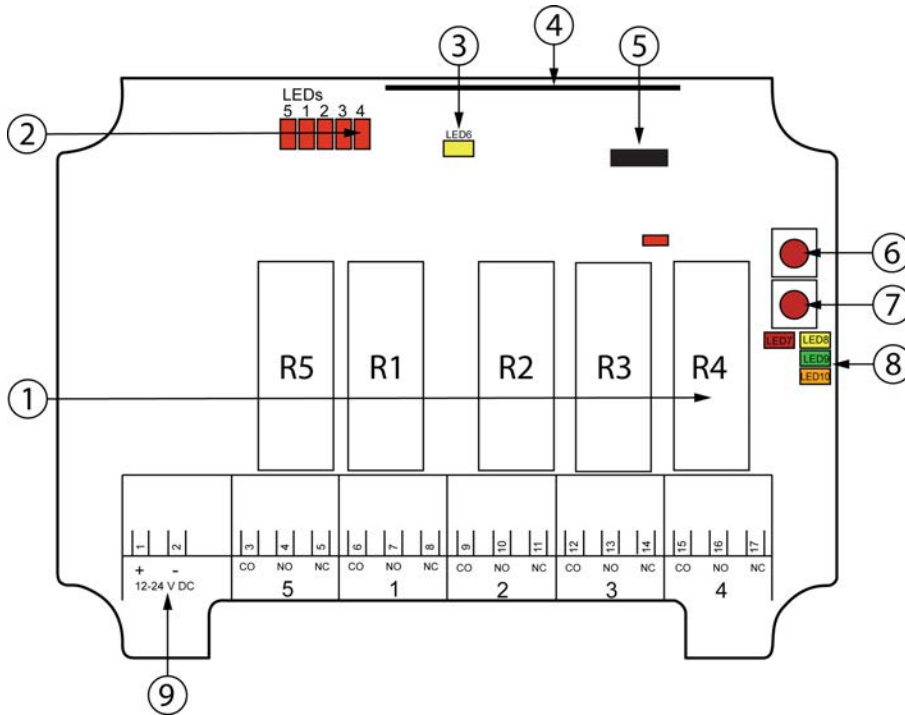 3 4 5
LEDs
5 1 2 3 4
2
LED6
6
7
LED7 LED8
LED9
LED10
8
R5 R1 R2 R3 R4
1
1 2 3 4 5 6 7 8 9 10 11 12 13 14 15 16 17
+ - CO NO NC CO NO NC CO NO NC CO NO NC CO NO NC
12-24 V DC
5 1 2 3 4
9